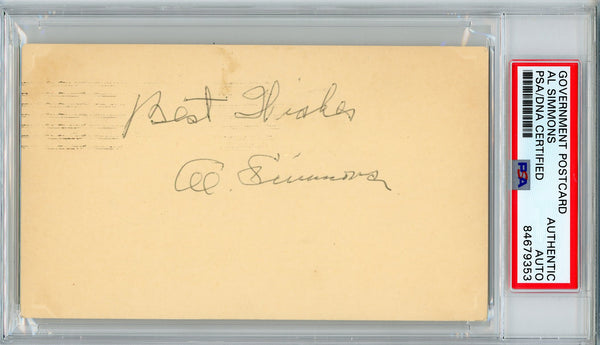 Best Wishes
Al. Simmons
GOVERNMENT POSTCARD
AL SIMMONS
PSA/DNA CERTIFIED
AUTHENTIC
AUTO
84679353
PSA